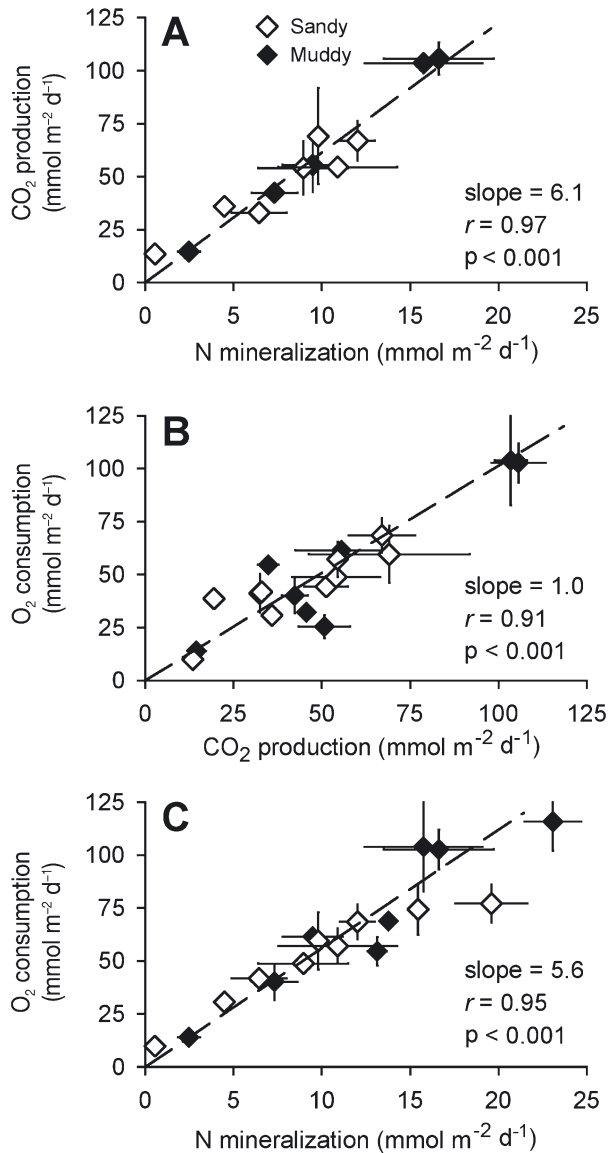 A
Sandy
Muddy
CO₂ production
(mmol m⁻² d⁻¹)
125
100
75
50
25
0
slope = 6.1
r = 0.97
p < 0.001
0 5 10 15 20 25
N mineralization (mmol m⁻² d⁻¹)
B
O₂ consumption
(mmol m⁻² d⁻¹)
125
100
75
50
25
0
slope = 1.0
r = 0.91
p < 0.001
0 25 50 75 100 125
CO₂ production (mmol m⁻² d⁻¹)
C
O₂ consumption
(mmol m⁻² d⁻¹)
125
100
75
50
25
0
slope = 5.6
r = 0.95
p < 0.001
0 5 10 15 20 25
N mineralization (mmol m⁻² d⁻¹)